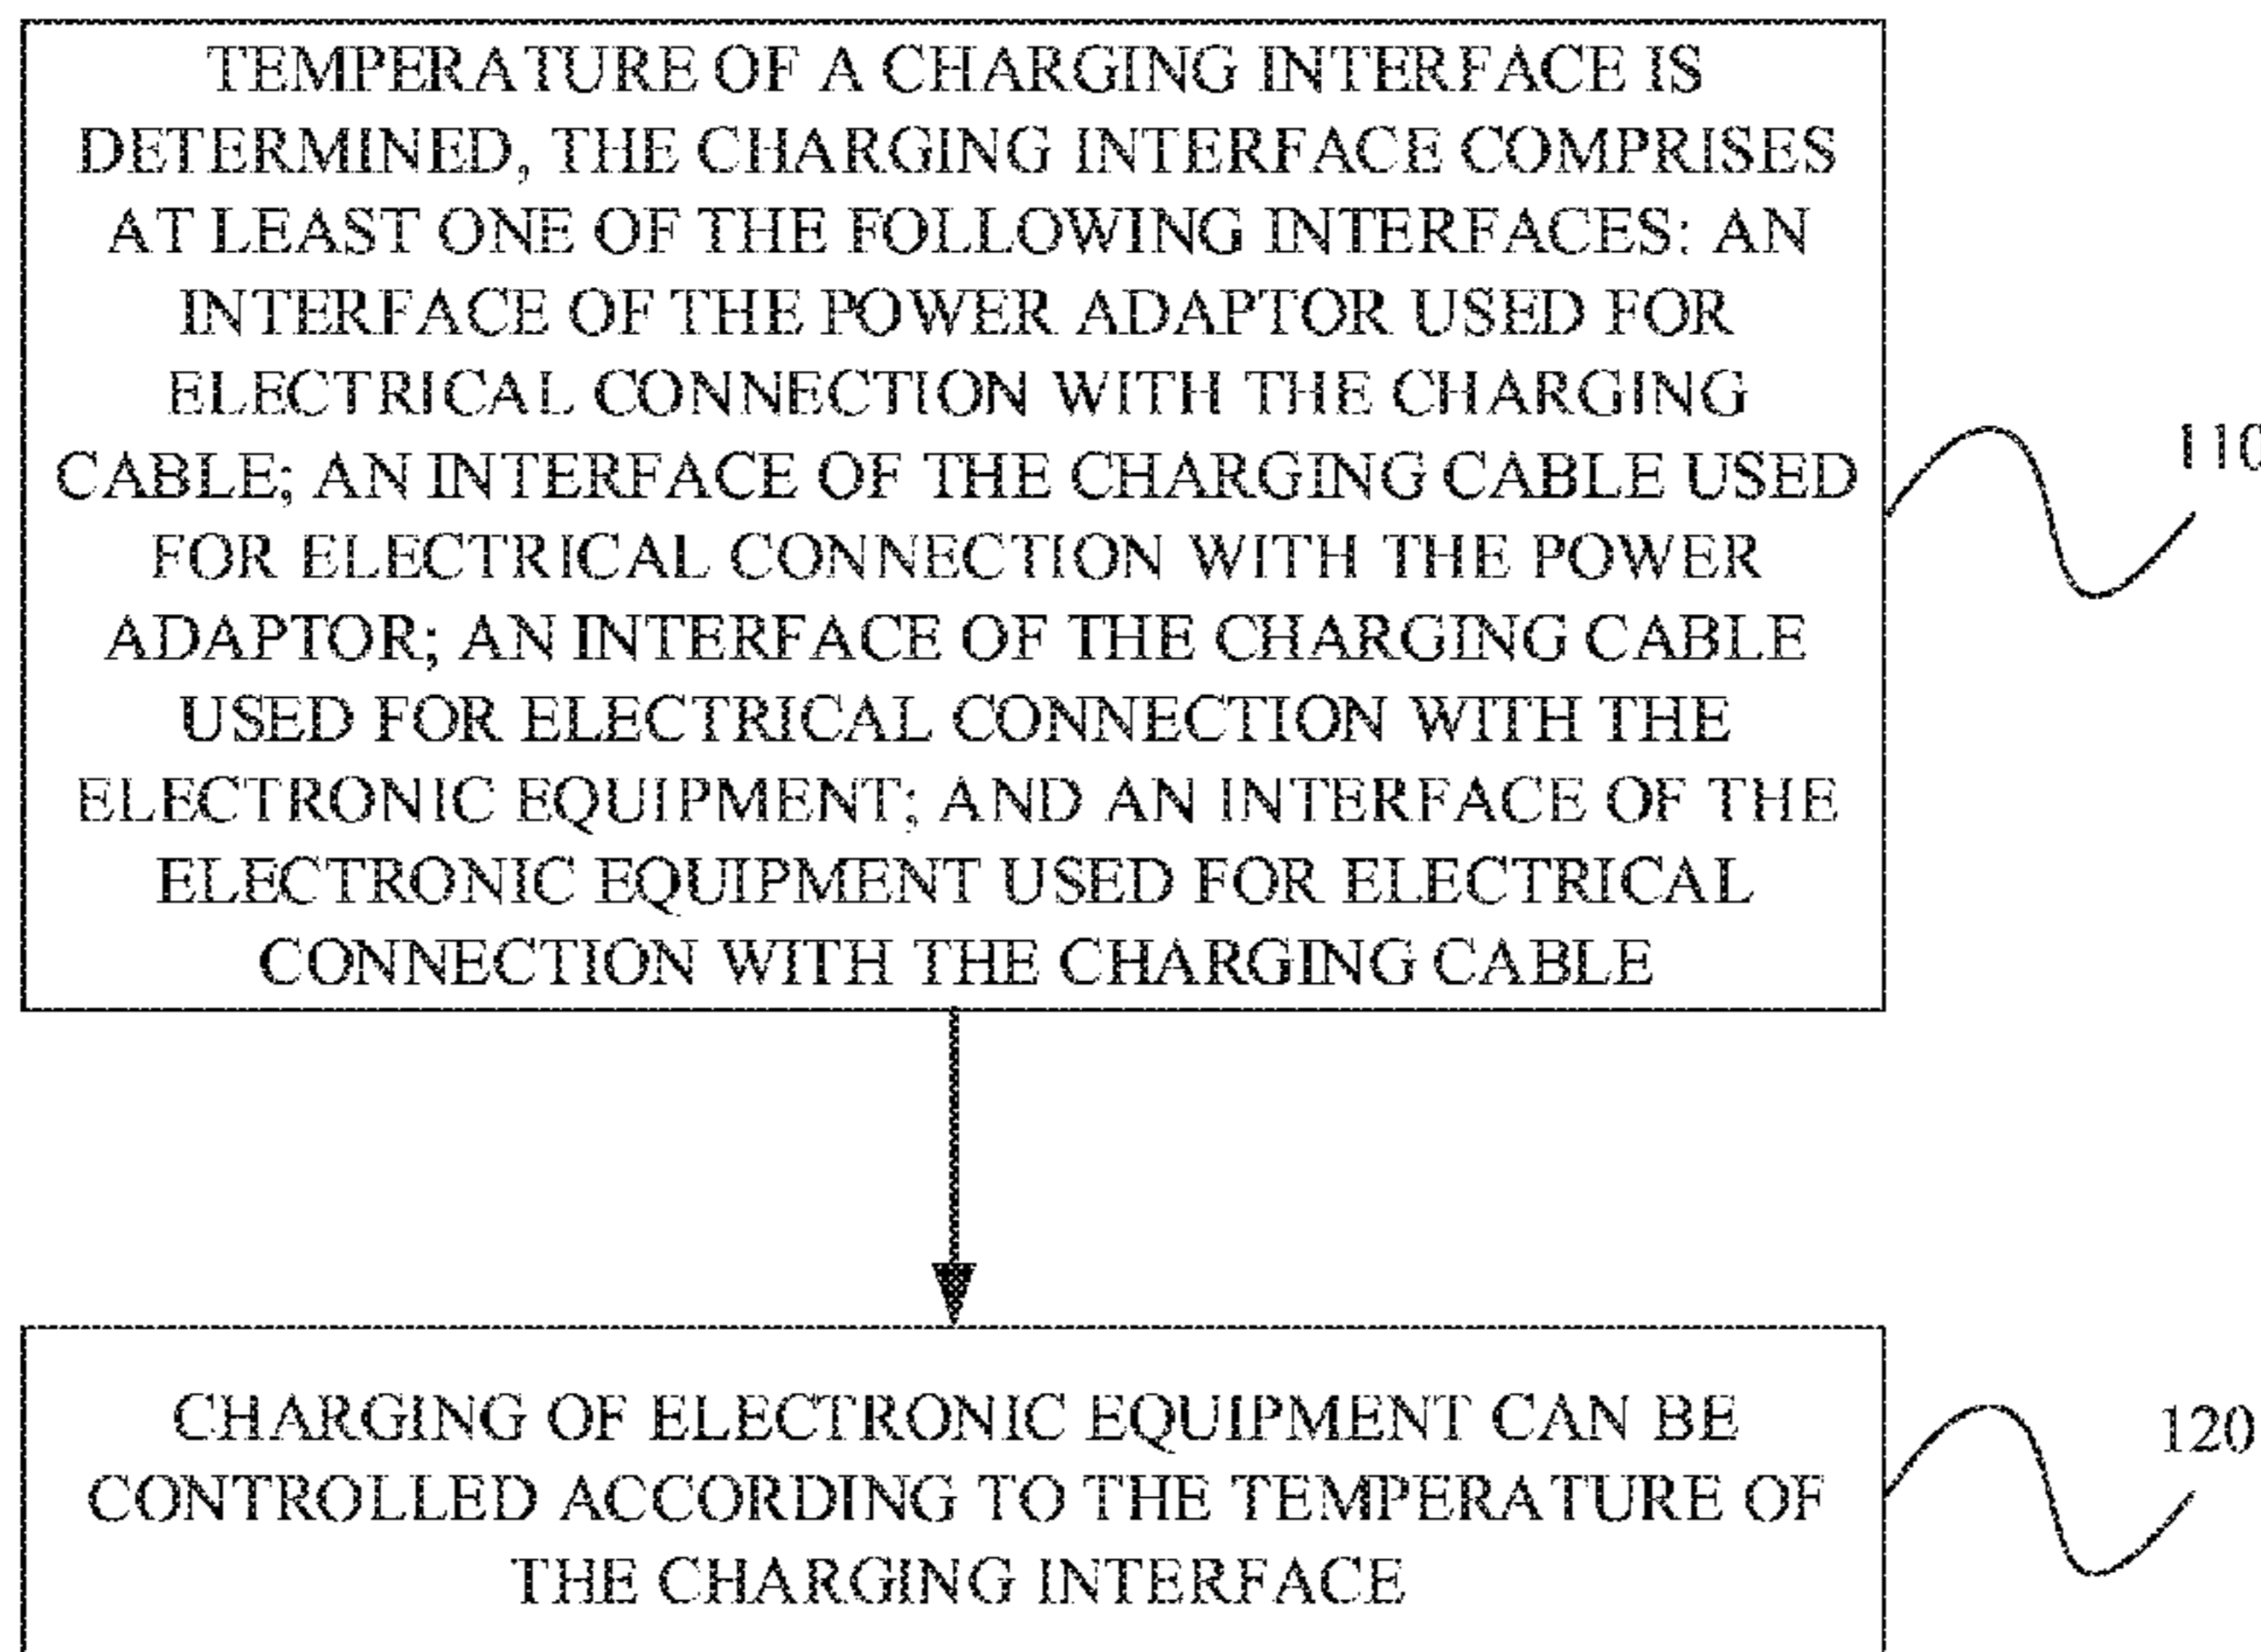 TEMPERATURE OF A CHARGING INTERFACE IS
DETERMINED, THE CHARGING INTERFACE COMPRISES
AT LEAST ONE OF THE FOLLOWING INTERFACES: AN
INTERFACE OF THE POWER ADAPTOR USED FOR
ELECTRICAL CONNECTION WITH THE CHARGING
CABLE; AN INTERFACE OF THE CHARGING CABLE USED
FOR ELECTRICAL CONNECTION WITH THE POWER
ADAPTOR; AN INTERFACE OF THE CHARGING CABLE
USED FOR ELECTRICAL CONNECTION WITH THE
ELECTRONIC EQUIPMENT; AND AN INTERFACE OF THE
ELECTRONIC EQUIPMENT USED FOR ELECTRICAL
CONNECTION WITH THE CHARGING CABLE
110
CHARGING OF ELECTRONIC EQUIPMENT CAN BE
CONTROLLED ACCORDING TO THE TEMPERATURE OF
THE CHARGING INTERFACE
120